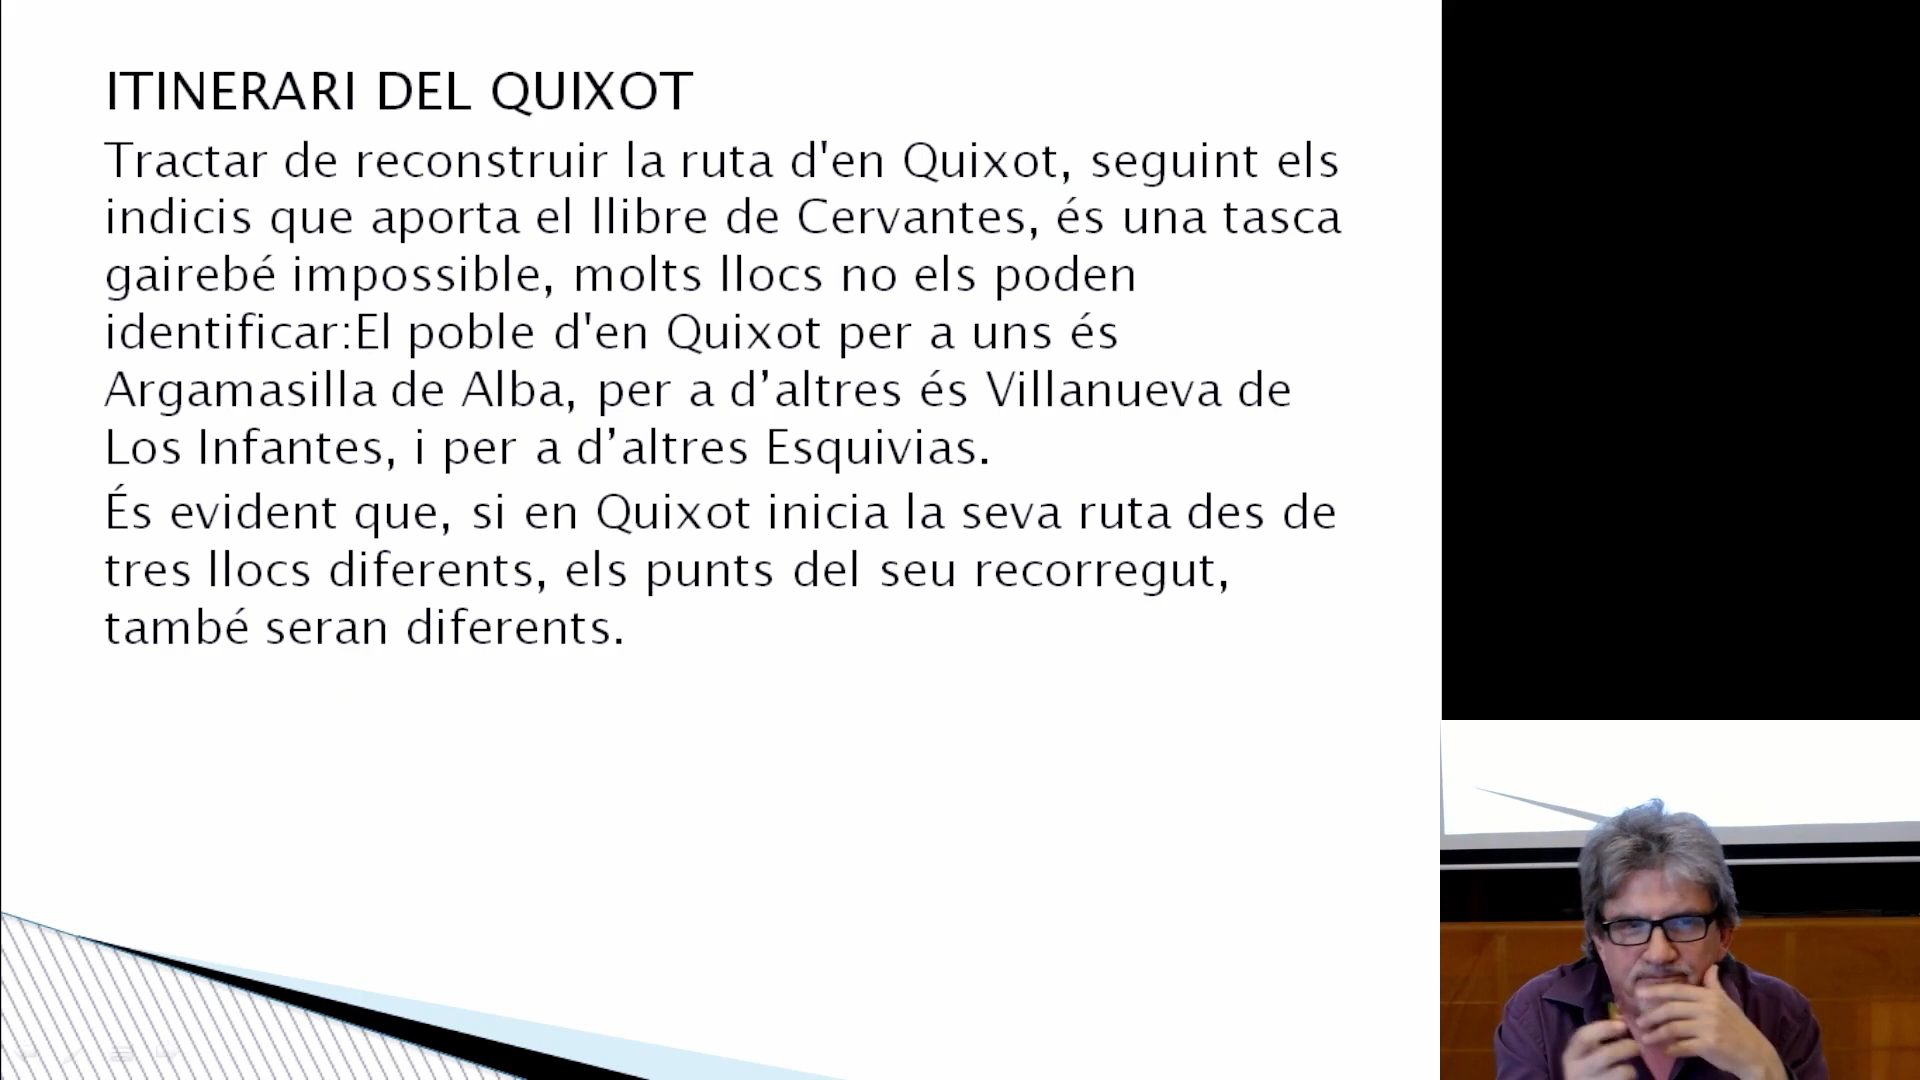 ITINERARI DEL QUIXOT
Tractar de reconstruir la ruta d'en Quixot, seguint els
indicis que aporta el llibre de Cervantes, és una tasca
gairebé impossible, molts llocs no els poden
identificar:El poble d'en Quixot per a uns és
Argamasilla de Alba, per a d’altres és Villanueva de
Los Infantes, i per a d’altres Esquivias.
És evident que, si en Quixot inicia la seva ruta des de
tres llocs diferents, els punts del seu recorregut,
també seran diferents.